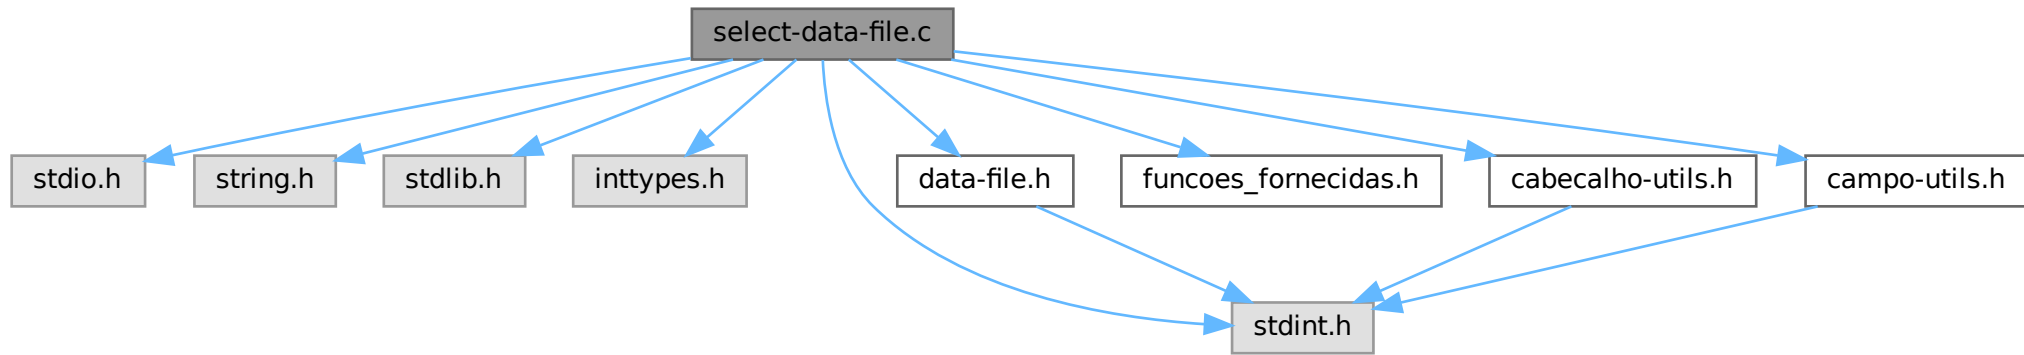 select-data-file.c
stdio.h
string.h
stdlib.h
inttypes.h
data-file.h
funcoes_fornecidas.h
cabecalho-utils.h
campo-utils.h
stdint.h